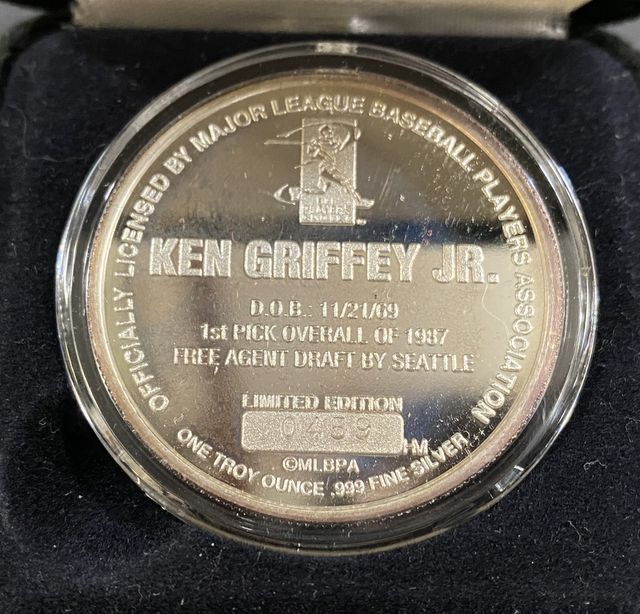 OFFICIALLY LICENSED BY MAJOR LEAGUE BASEBALL PLAYERS ASSOCIATION
KEN GRIFFEY JR.
D.O.B.: 11/21/69
1st PICK OVERALL OF 1987
FREE AGENT DRAFT BY SEATTLE
LIMITED EDITION
HM
©MLBPA
ONE TROY OUNCE .999 FINE SILVER